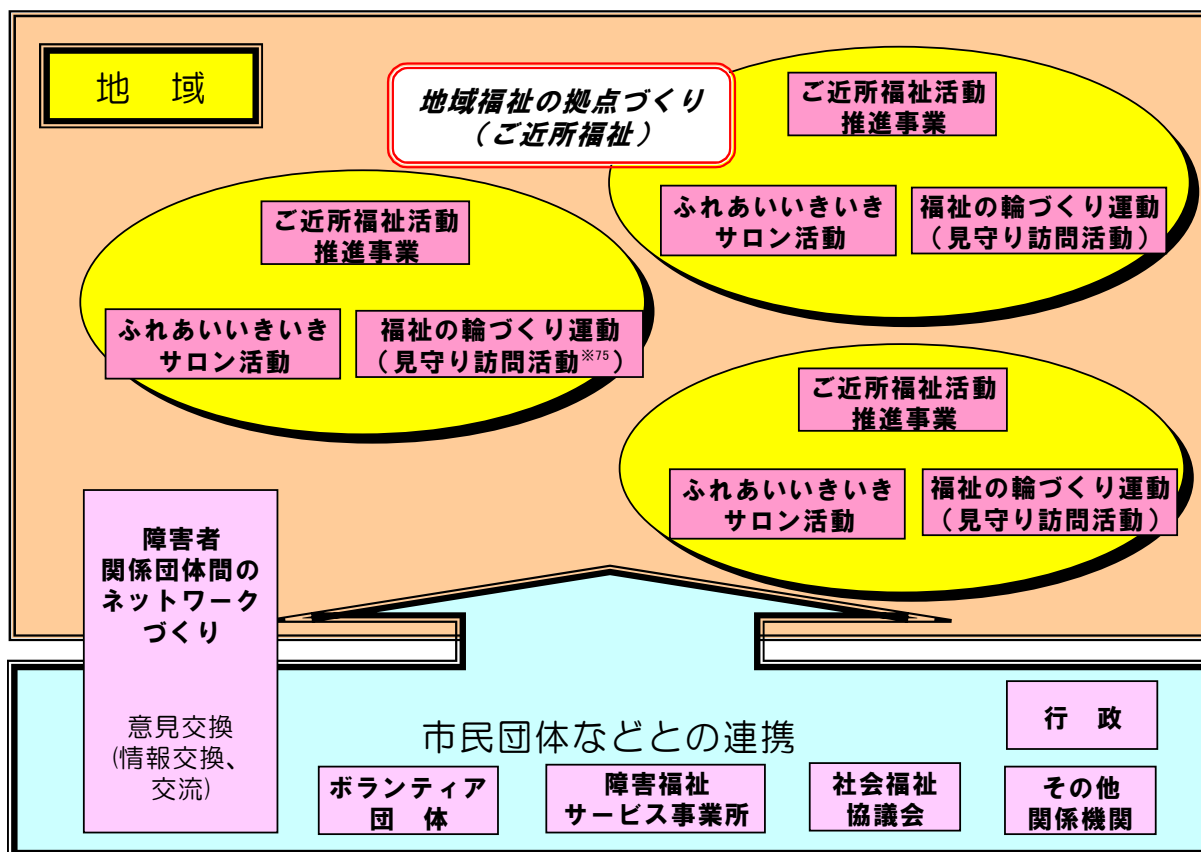 地　域
地域福祉の拠点づくり
（ご近所福祉）
ご近所福祉活動
推進事業
ふれあいいきいき
サロン活動
福祉の輪づくり運動
（見守り訪問活動）
ご近所福祉活動
推進事業
ふれあいいきいき
サロン活動
福祉の輪づくり運動
（見守り訪問活動※75）
ご近所福祉活動
推進事業
ふれあいいきいき
サロン活動
福祉の輪づくり運動
（見守り訪問活動）
障害者
関係団体間の
ネットワーク
づくり
意見交換
(情報交換、
交流)
市民団体などとの連携
行　政
ボランティア
団　体
障害福祉
サービス事業所
社会福祉
協議会
その他
関係機関